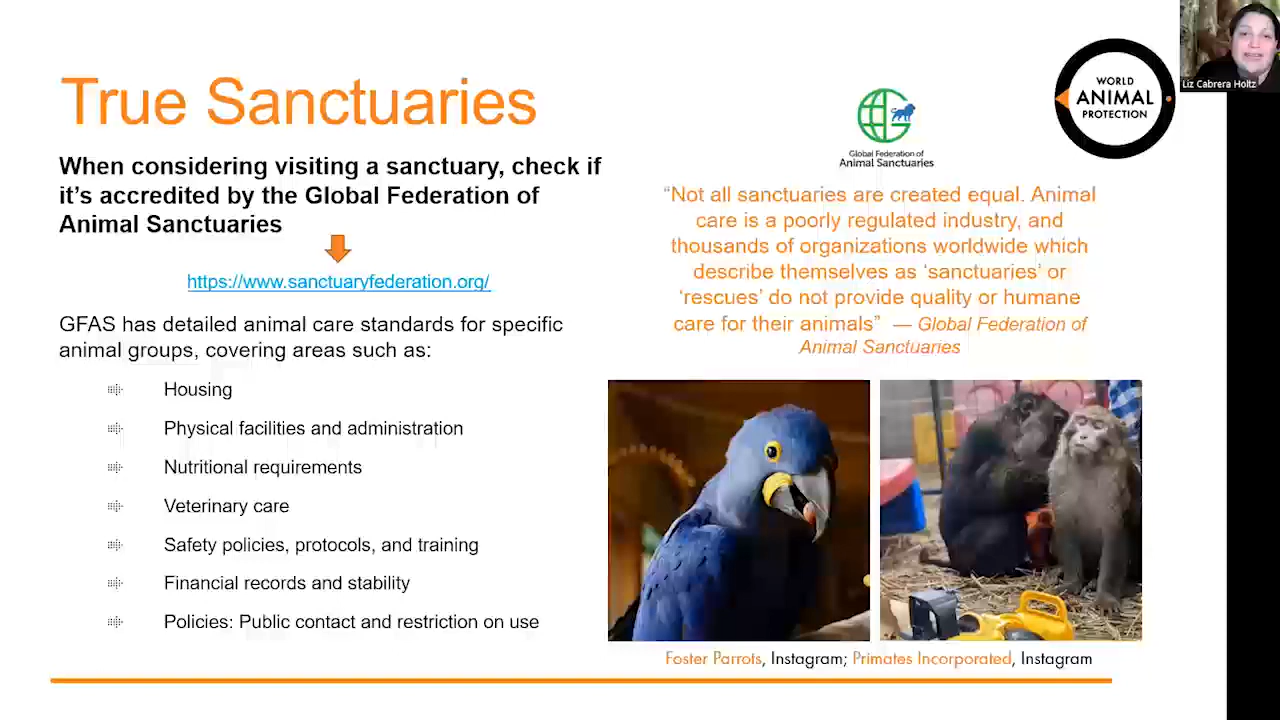 True Sanctuaries
When considering visiting a sanctuary, check if
it's accredited by the Global Federation of
Animal Sanctuaries
https://www.sanctuaryfederation.org/
GFAS has detailed animal care standards for specific
animal groups, covering areas such as:
Housing
Physical facilities and administration
Nutritional requirements
Veterinary care
Safety policies, protocols, and training
Financial records and stability
Policies: Public contact and restriction on use
Global Federation of
Animal Sanctuaries
WORLD
ANIMAL
PROTECTION
Liz Cabrera Holtz
“Not all sanctuaries are created equal. Animal
care is a poorly regulated industry, and
thousands of organizations worldwide which
describe themselves as ‘sanctuaries’ or
‘rescues’ do not provide quality or humane
care for their animals” — Global Federation of
Animal Sanctuaries
Foster Parrots, Instagram; Primates Incorporated, Instagram